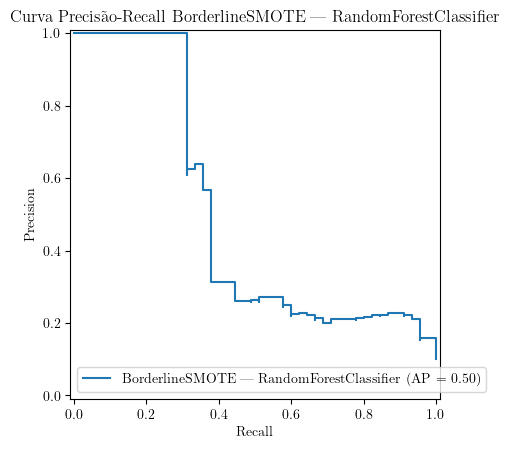 Curva Precisão-Recall BorderlineSMOTE — RandomForestClassifier
1.0
0.8
0.6
0.4
0.2
0.0
Precision
BorderlineSMOTE — RandomForestClassifier (AP = 0.50)
0.0 0.2 0.4 0.6 0.8 1.0
Recall